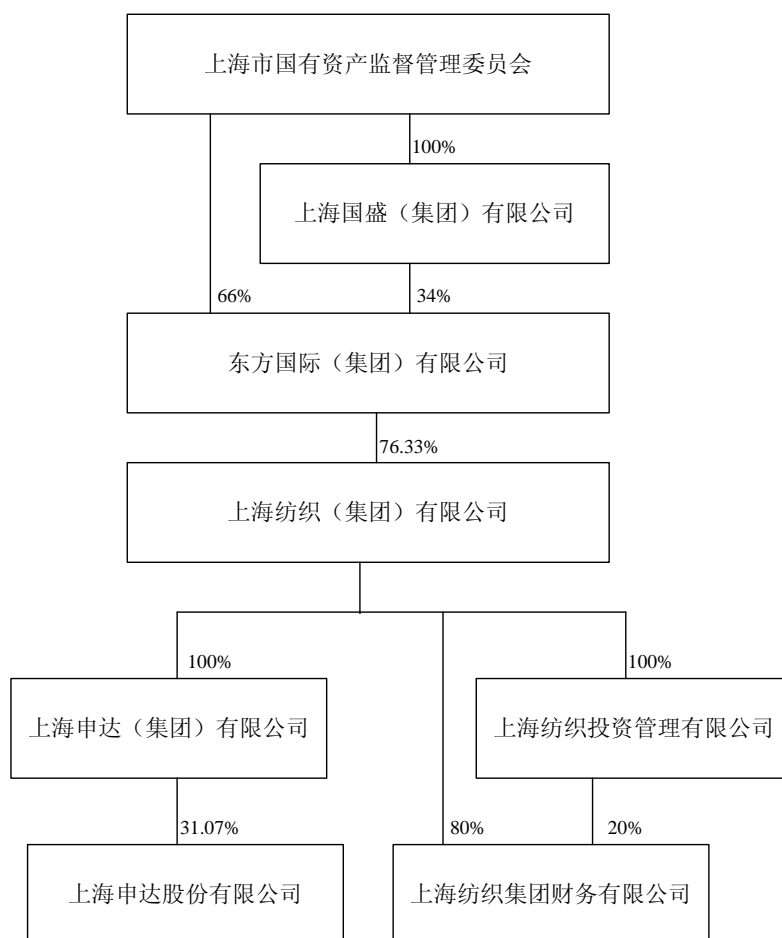 上海市国有资产监督管理委员会
100%
上海国盛（集团）有限公司
66%
34%
东方国际（集团）有限公司
76.33%
上海纺织（集团）有限公司
100%
100%
上海申达（集团）有限公司
上海纺织投资管理有限公司
31.07%
80%
20%
上海申达股份有限公司
上海纺织集团财务有限公司